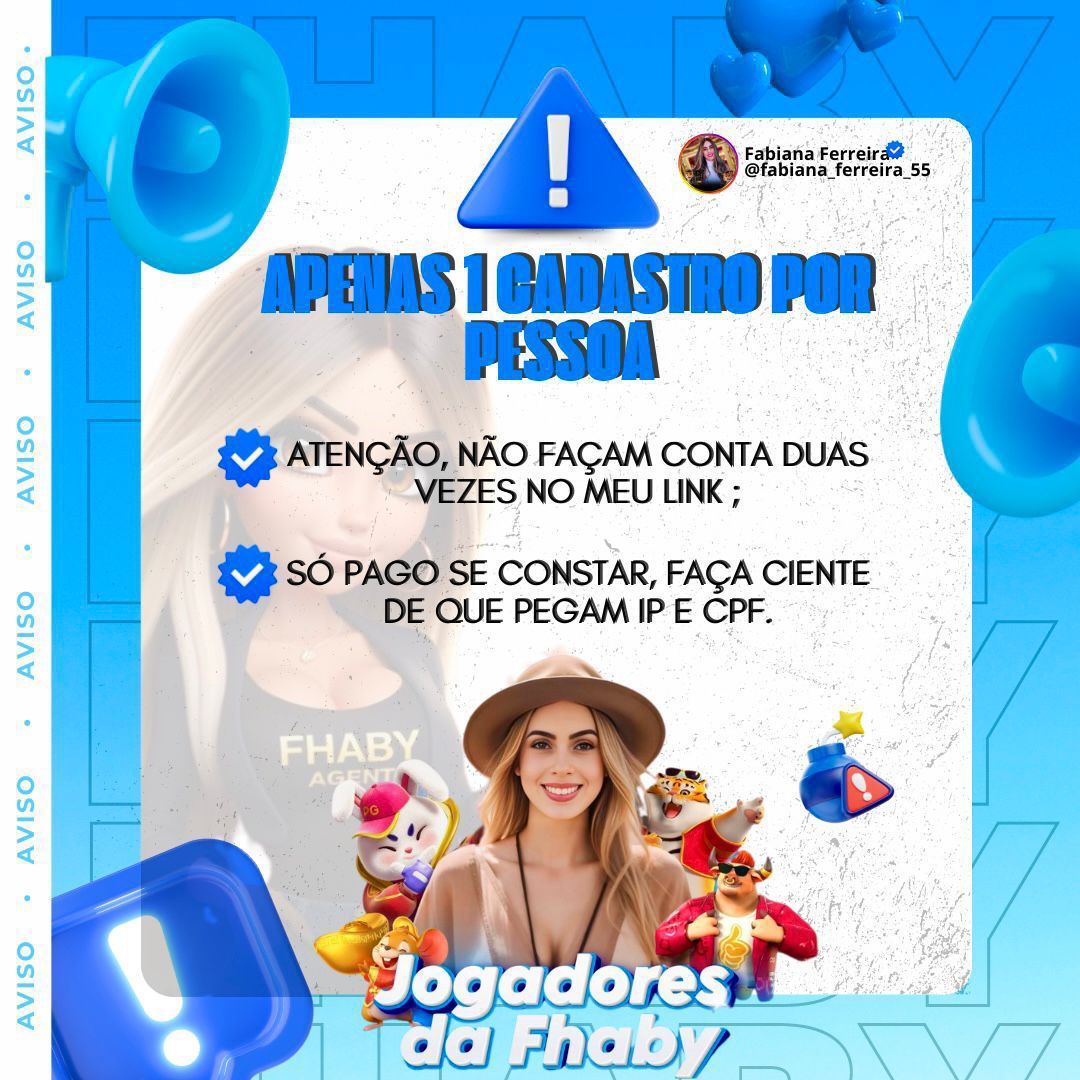 AVISO • AVISO • AVISO • AVISO • AVISO • AVISO •
FHABY
Fabiana Ferreira
@fabiana_ferreira_55
APENAS 1 CADASTRO POR
PESSOA
ATENÇÃO, NÃO FAÇAM CONTA DUAS
VEZES NO MEU LINK ;
SÓ PAGO SE CONSTAR, FAÇA CIENTE
DE QUE PEGAM IP E CPF.
FHABY
AGENT
PG
Jogadores
da Fhaby